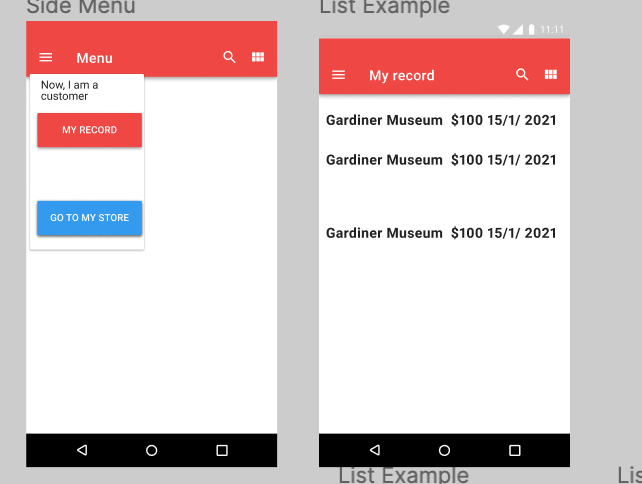 Side Menu
List Example
11:11
Menu
My record
Now, I am a
customer
MY RECORD
GO TO MY STORE
Gardiner Museum $100 15/1/ 2021
Gardiner Museum $100 15/1/ 2021
Gardiner Museum $100 15/1/ 2021
List Example